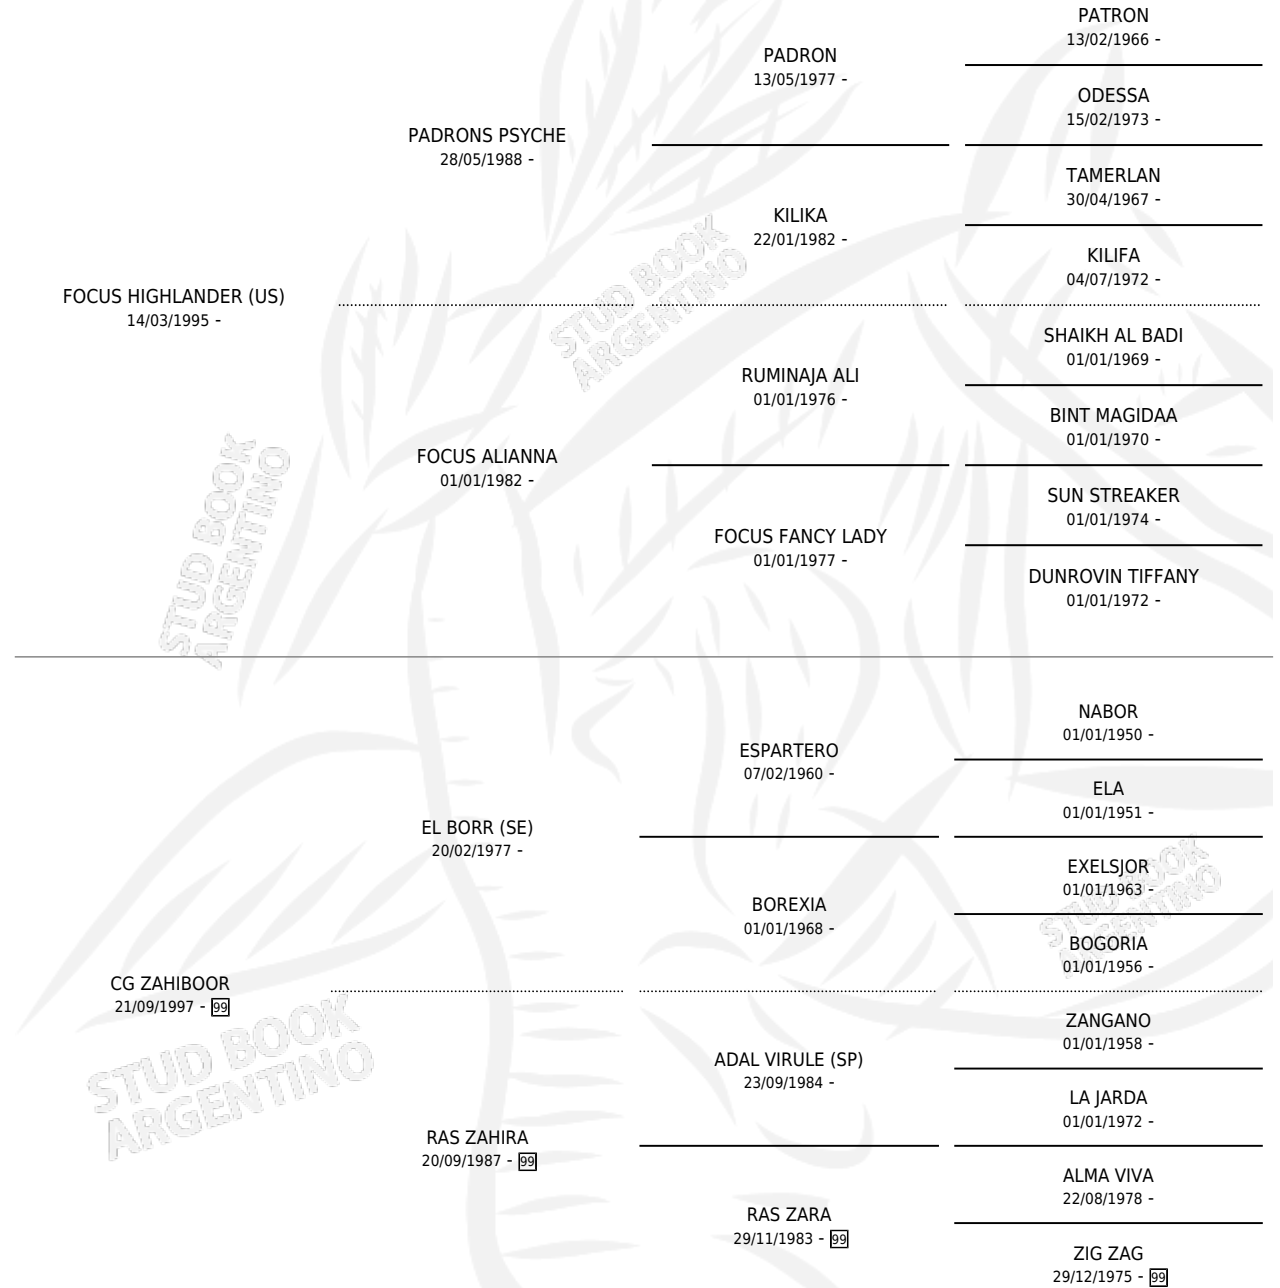 PATRON
13/02/1966 -
PADRON
13/05/1977 -
ODESSA
15/02/1973 -
PADRONS PSYCHE
28/05/1988 -
TAMERLAN
30/04/1967 -
KILIKA
22/01/1982 -
KILIFA
04/07/1972 -
FOCUS HIGHLANDER (US)
14/03/1995 -
SHAIKH AL BADI
01/01/1969 -
RUMINAJA ALI
01/01/1976 -
BINT MAGIDAA
01/01/1970 -
FOCUS ALIANNA
01/01/1982 -
SUN STREAKER
01/01/1974 -
FOCUS FANCY LADY
01/01/1977 -
DUNROVIN TIFFANY
01/01/1972 -
NABOR
01/01/1950 -
ESPARTERO
07/02/1960 -
ELA
01/01/1951 -
EL BORR (SE)
20/02/1977 -
EXELSJOR
01/01/1963 -
BOREXIA
01/01/1968 -
BOGORIA
01/01/1956 -
CG ZAHIBOOR
21/09/1997 - 99
ZANGANO
01/01/1958 -
ADAL VIRULE (SP)
23/09/1984 -
LA JARDA
01/01/1972 -
RAS ZAHIRA
20/09/1987 - 99
ALMA VIVA
22/08/1978 -
RAS ZARA
29/11/1983 - 99
ZIG ZAG
29/12/1975 - 99
STUD BOOK
ARGENTINO
STUD BOOK
ARGENTINO
STUD BOOK
ARGENTINO
STUD BOOK
ARGENTINO